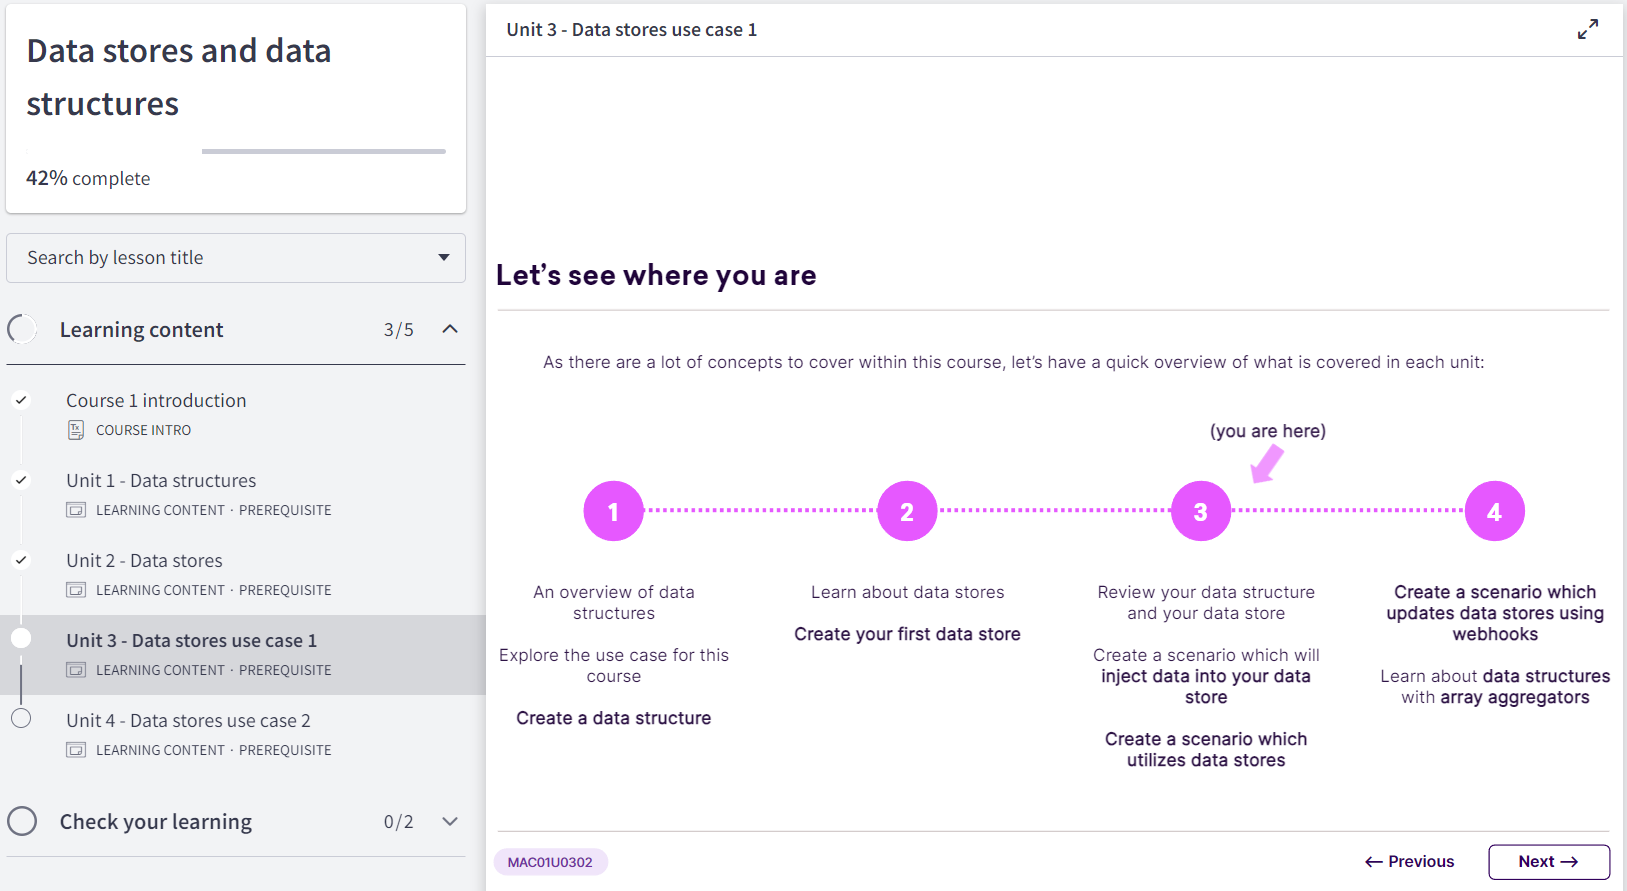 Data stores and data
structures
42% complete
Search by lesson title
Learning content 3/5
Course 1 introduction
Tx COURSE INTRO
Unit 1 - Data structures
LEARNING CONTENT · PREREQUISITE
Unit 2 - Data stores
LEARNING CONTENT · PREREQUISITE
Unit 3 - Data stores use case 1
LEARNING CONTENT · PREREQUISITE
Unit 4 - Data stores use case 2
LEARNING CONTENT · PREREQUISITE
Check your learning 0/2
Unit 3 - Data stores use case 1
Let's see where you are
As there are a lot of concepts to cover within this course, let's have a quick overview of what is covered in each unit:
(you are here)
1
An overview of data
structures
Explore the use case for this
course
Create a data structure
2
Learn about data stores
Create your first data store
3
Review your data structure
and your data store
Create a scenario which will
inject data into your data
store
Create a scenario which
utilizes data stores
4
Create a scenario which
updates data stores using
webhooks
Learn about data structures
with array aggregators
MAC01U0302
← Previous
Next →